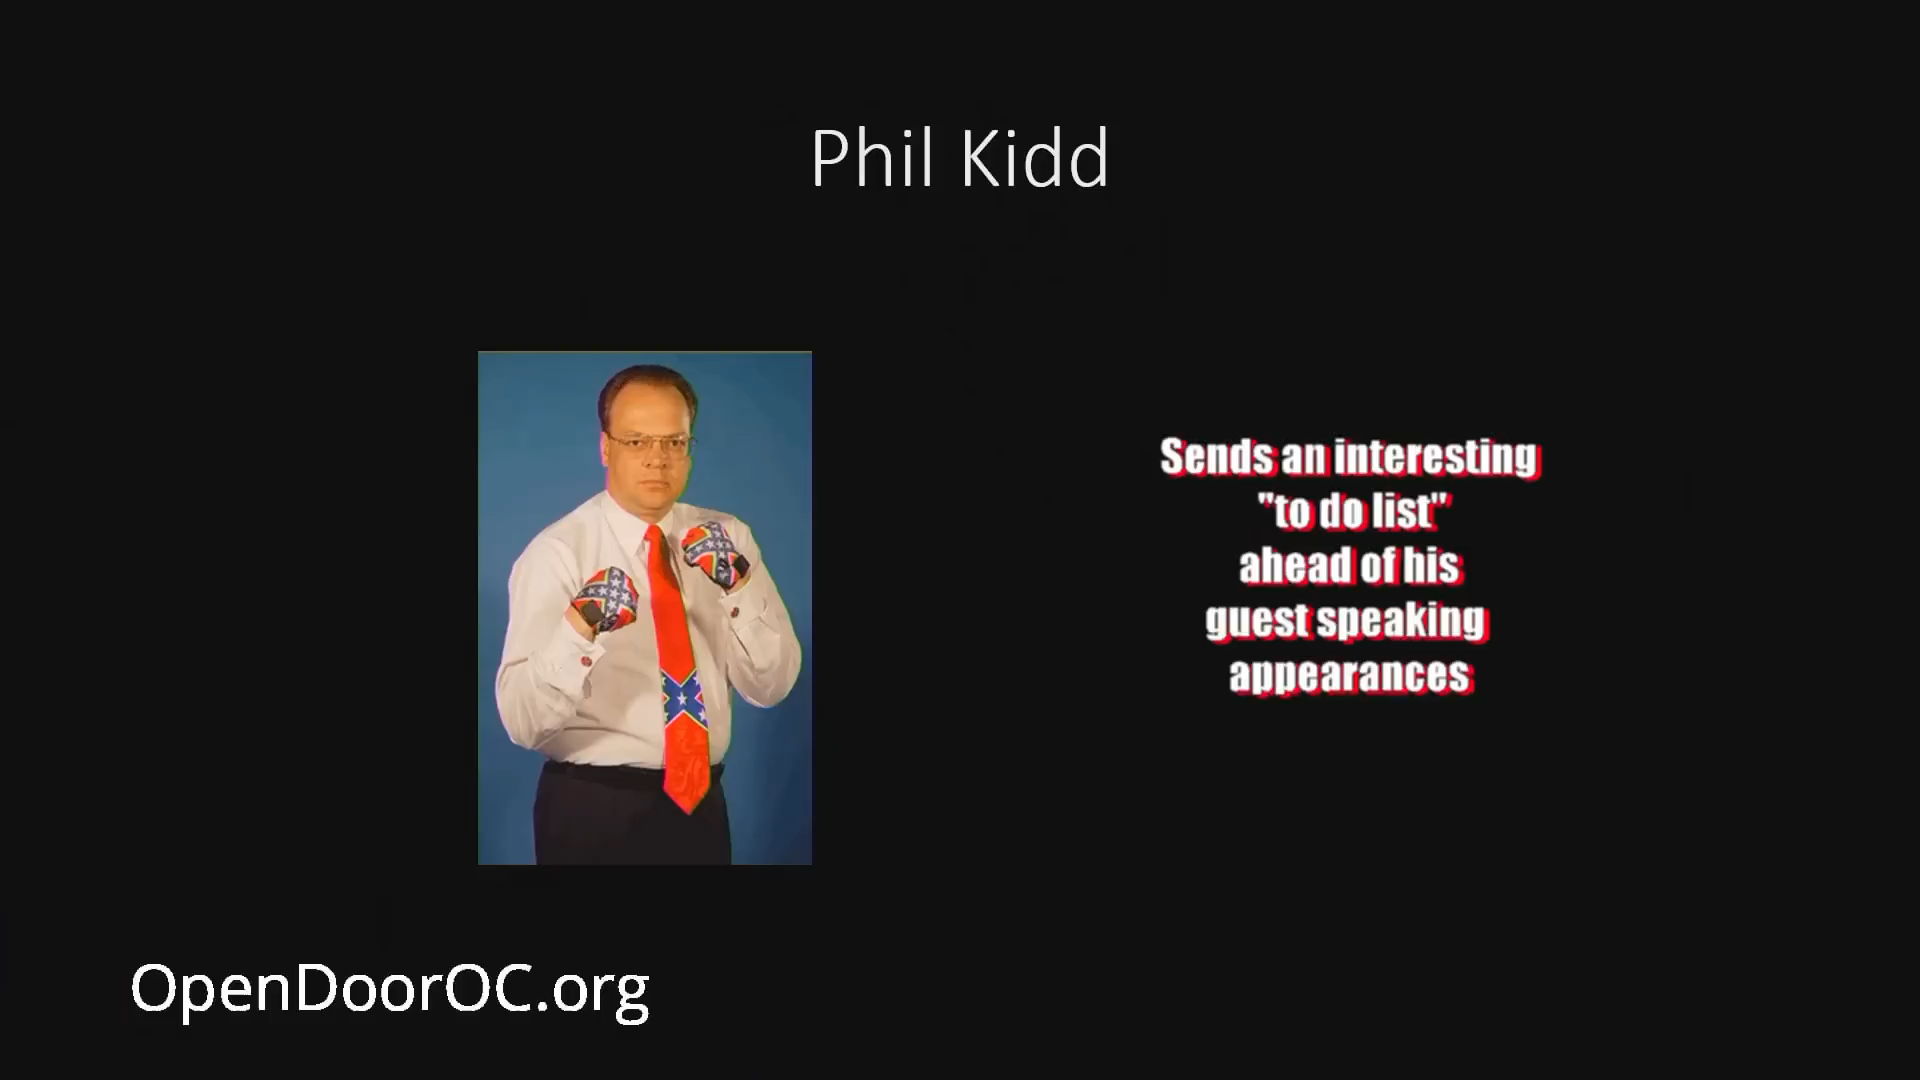 Phil Kidd
Sends an interesting
"to do list"
ahead of his
guest speaking
appearances
OpenDoorOC.org